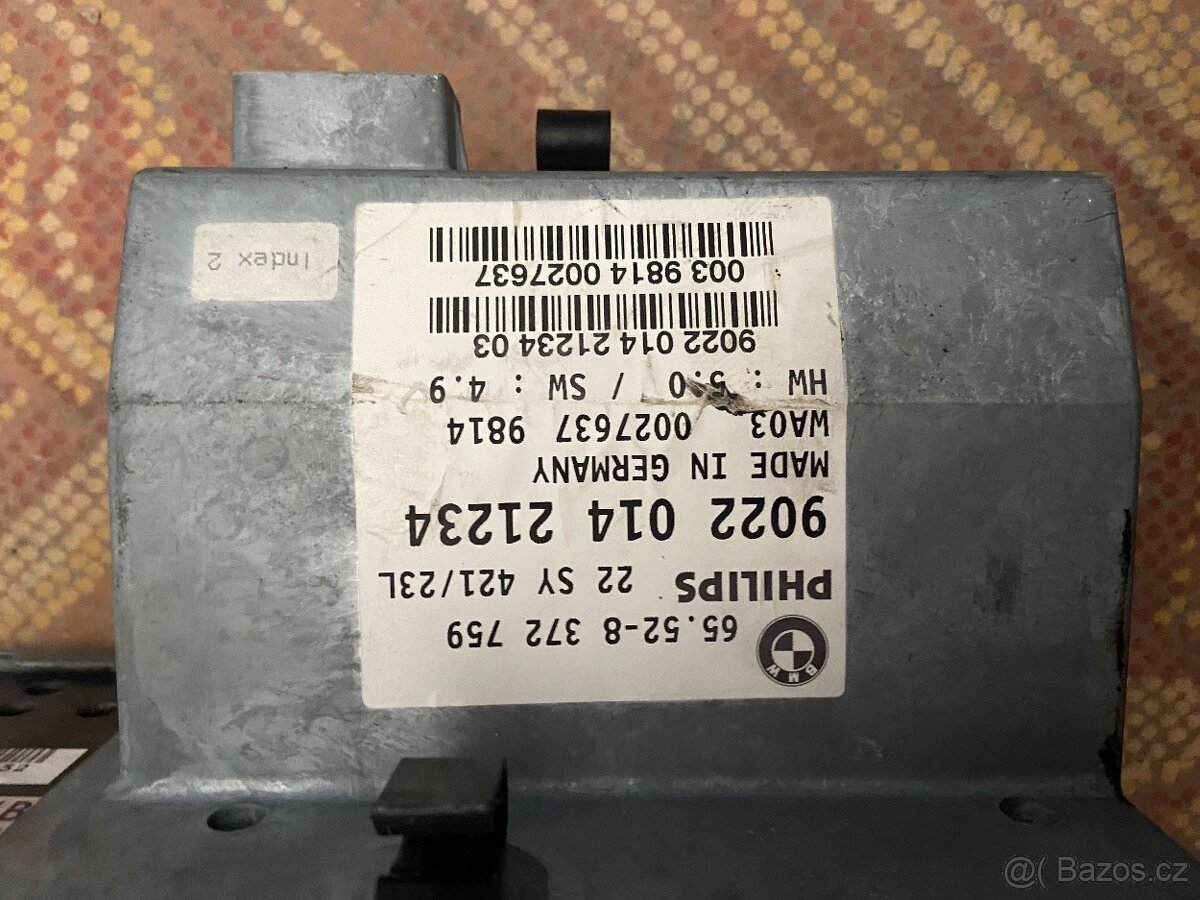 BMW
65.52-8 372 759
PHILIPS 22 SY 421/23L
9022 014 21234
MADE IN GERMANY
WA03 0027637 9814
HW : 5.0 / SW : 4.9
9022 014 21234 03
003 9814 0027637
Index 2
@( Bazos.cz